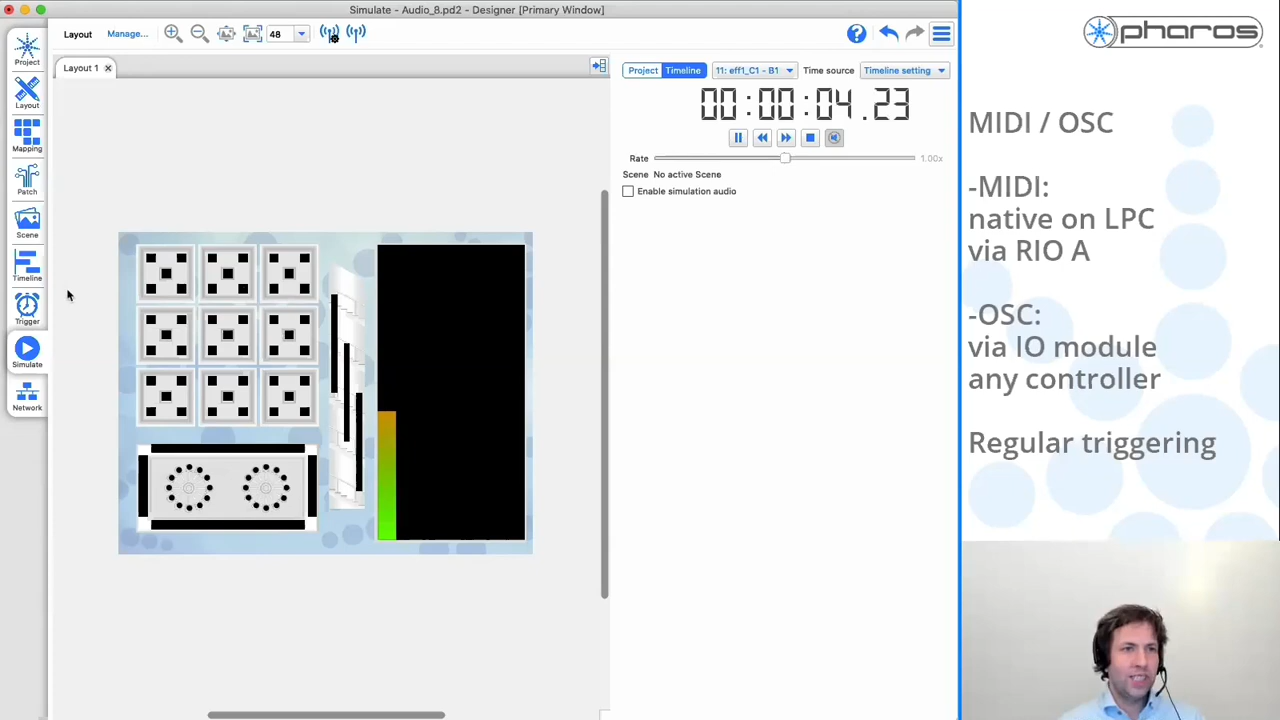 Simulate - Audio_8.pd2 - Designer [Primary Window]
Layout
Manage...
48
Layout 1
Project
Layout
Mapping
Patch
Scene
Timeline
Trigger
Simulate
Network
Project
Timeline
11: eff1_C1 - B1
Time source
Timeline setting
00:00:04.23
Rate
1.00x
Scene No active Scene
Enable simulation audio
pharos
MIDI / OSC
-MIDI:
native on LPC
via RIO A
-OSC:
via IO module
any controller
Regular triggering